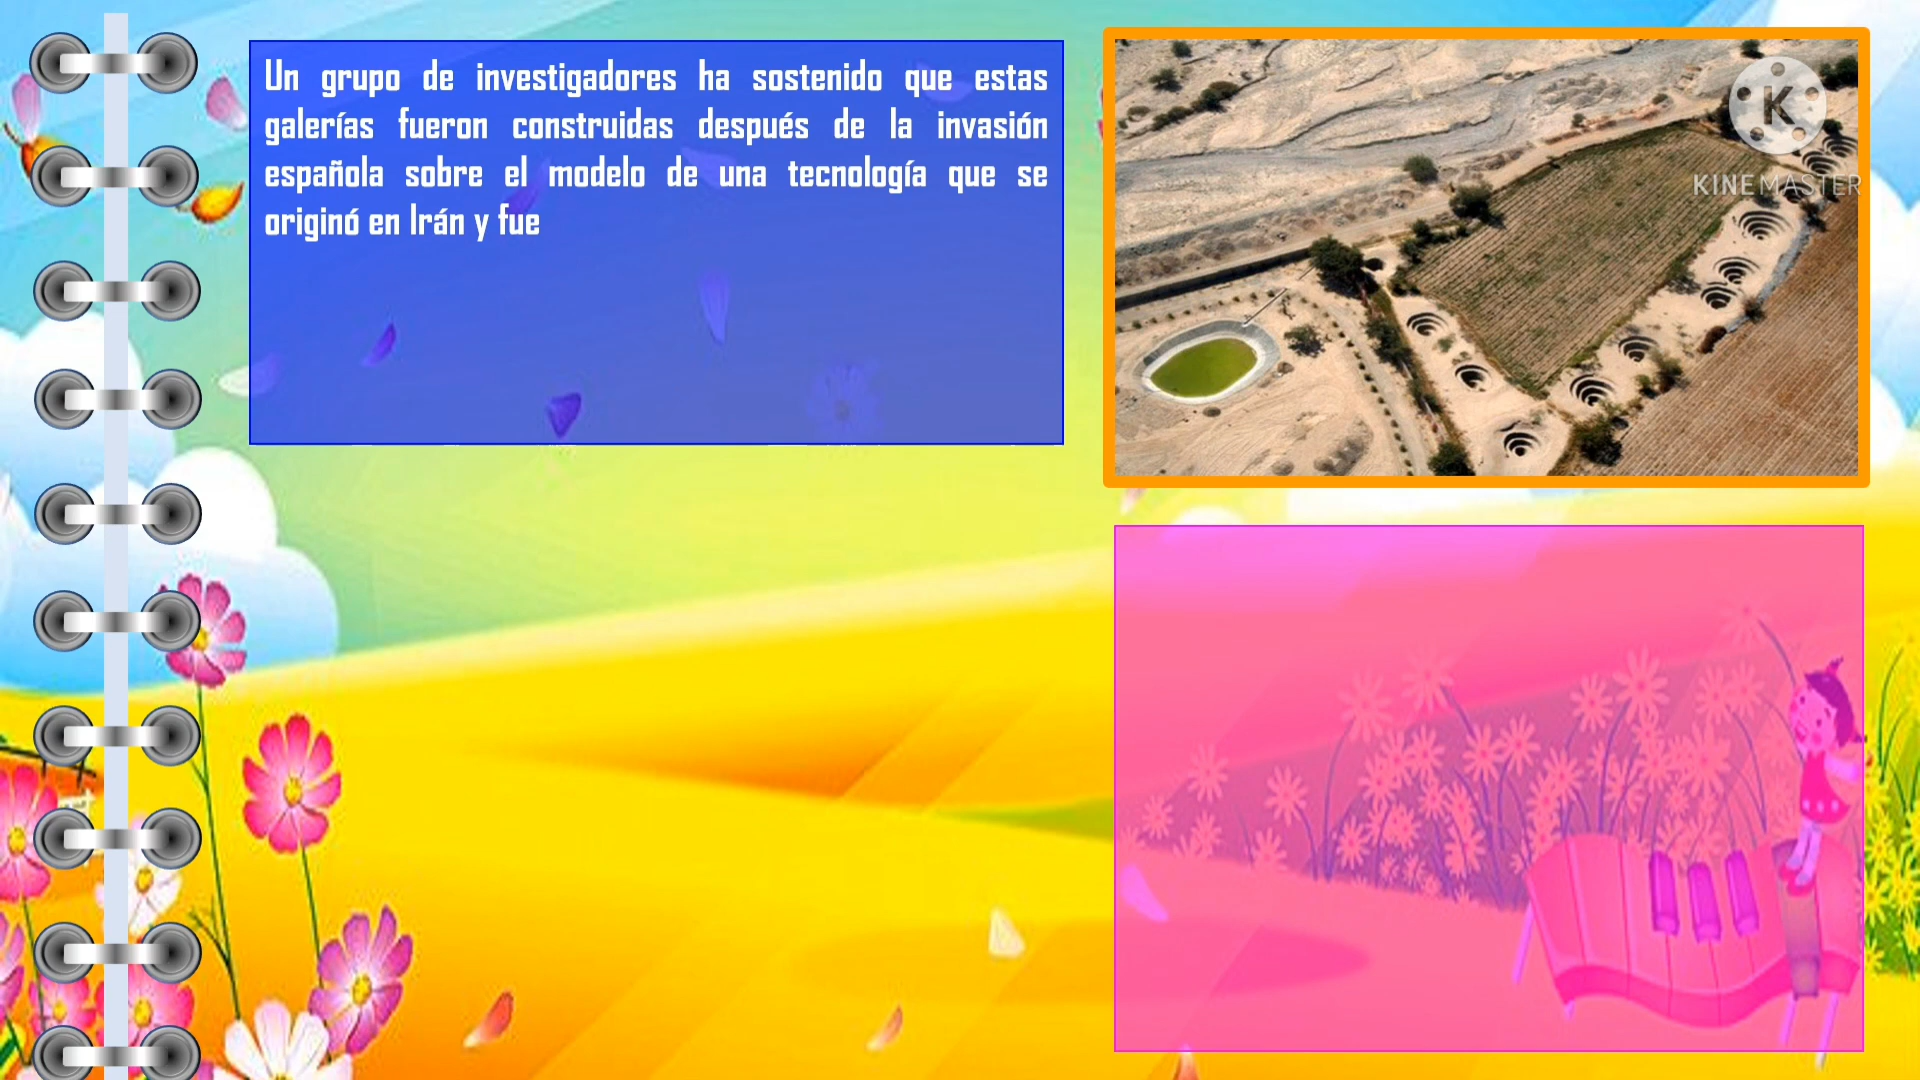 Un grupo de investigadores ha sostenido que estas
galerías fueron construidas después de la invasión
española sobre el modelo de una tecnología que se
originó en Irán y fue
K
KINEMASTER